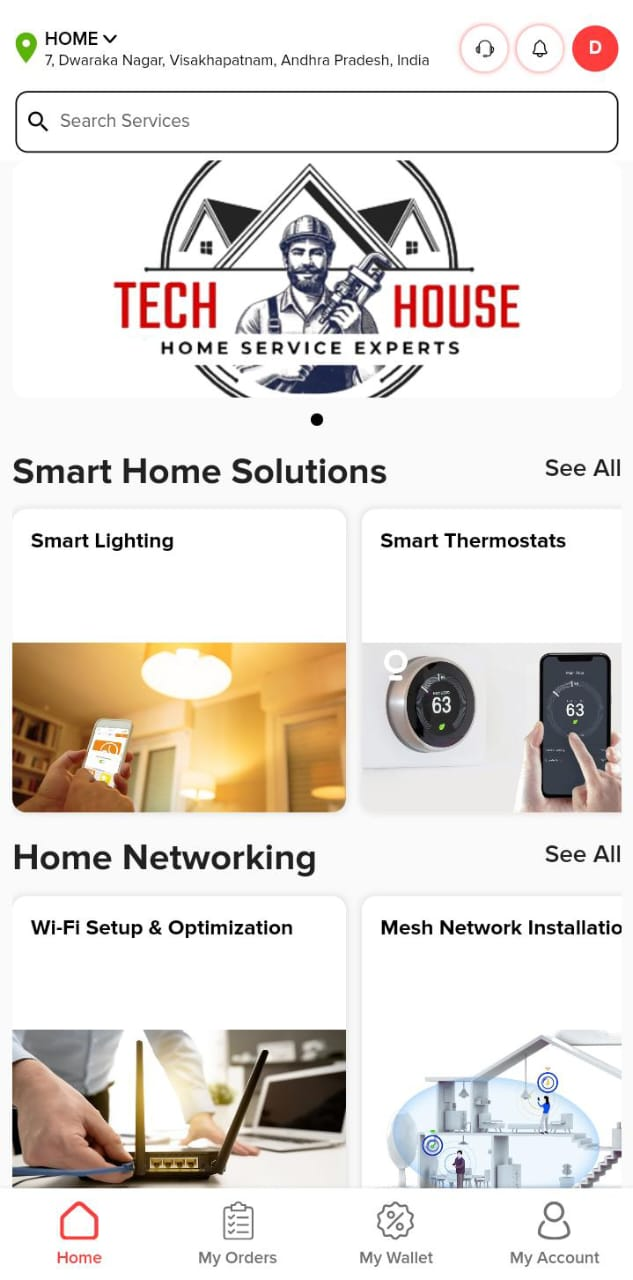 HOME
7, Dwaraka Nagar, Visakhapatnam, Andhra Pradesh, India
D
Search Services
TECH HOUSE
HOME SERVICE EXPERTS
Smart Home Solutions
See All
Smart Lighting
Smart Thermostats
63
63
Home Networking
See All
Wi-Fi Setup & Optimization
Mesh Network Installatio
Home
My Orders
My Wallet
My Account